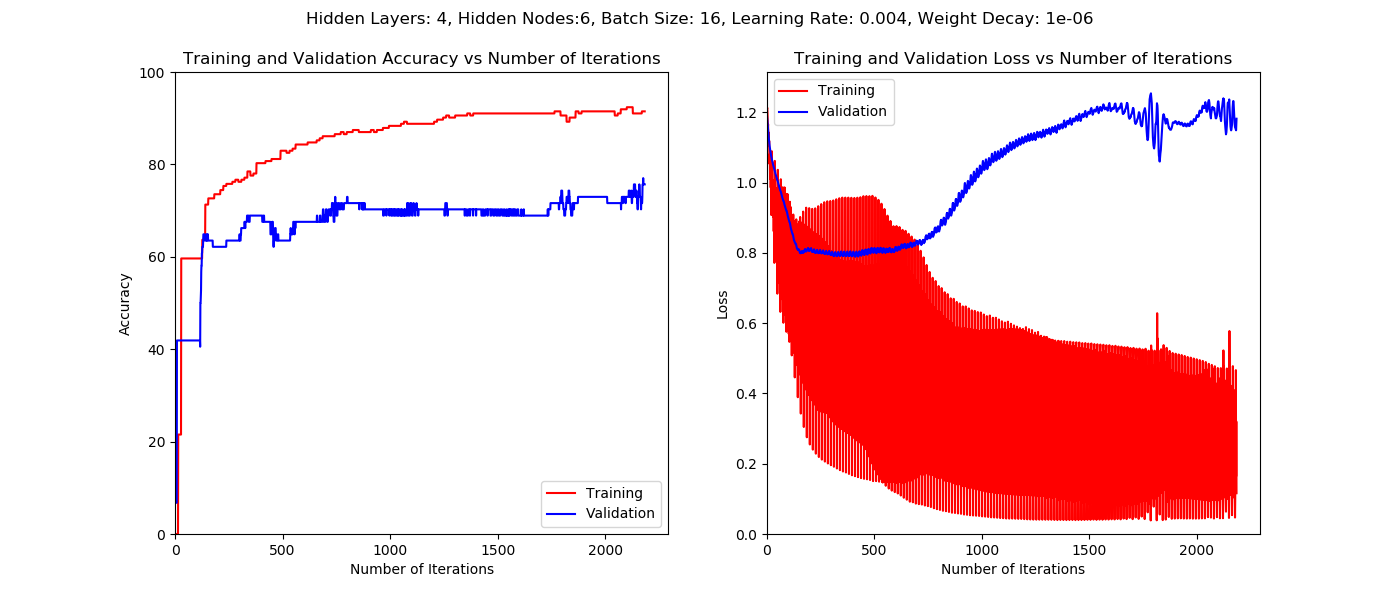 Hidden Layers: 4, Hidden Nodes:6, Batch Size: 16, Learning Rate: 0.004, Weight Decay: 1e-06
Training and Validation Accuracy vs Number of Iterations
100
80
60
40
20
0
Accuracy
0 500 1000 1500 2000
Number of Iterations
Training
Validation
Training and Validation Loss vs Number of Iterations
1.2
1.0
0.8
0.6
0.4
0.2
0.0
Loss
0 500 1000 1500 2000
Number of Iterations
Training
Validation